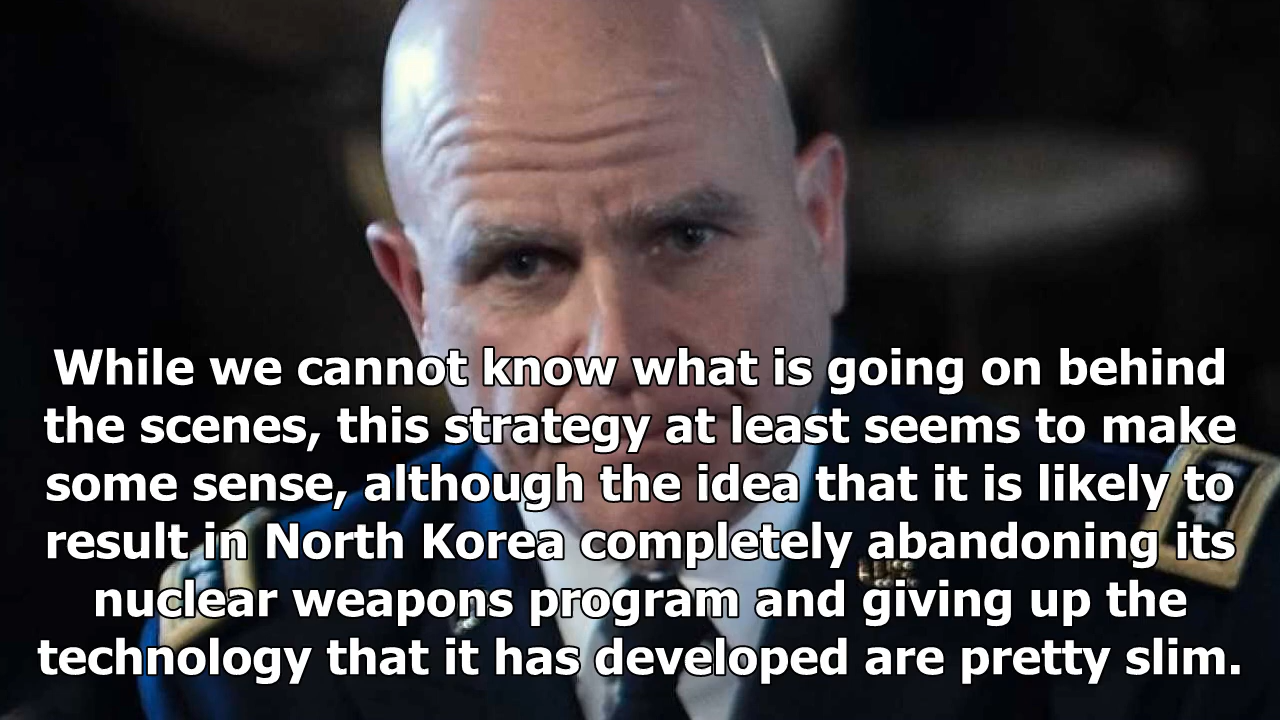 While we cannot know what is going on behind
the scenes, this strategy at least seems to make
some sense, although the idea that it is likely to
result in North Korea completely abandoning its
nuclear weapons program and giving up the
technology that it has developed are pretty slim.